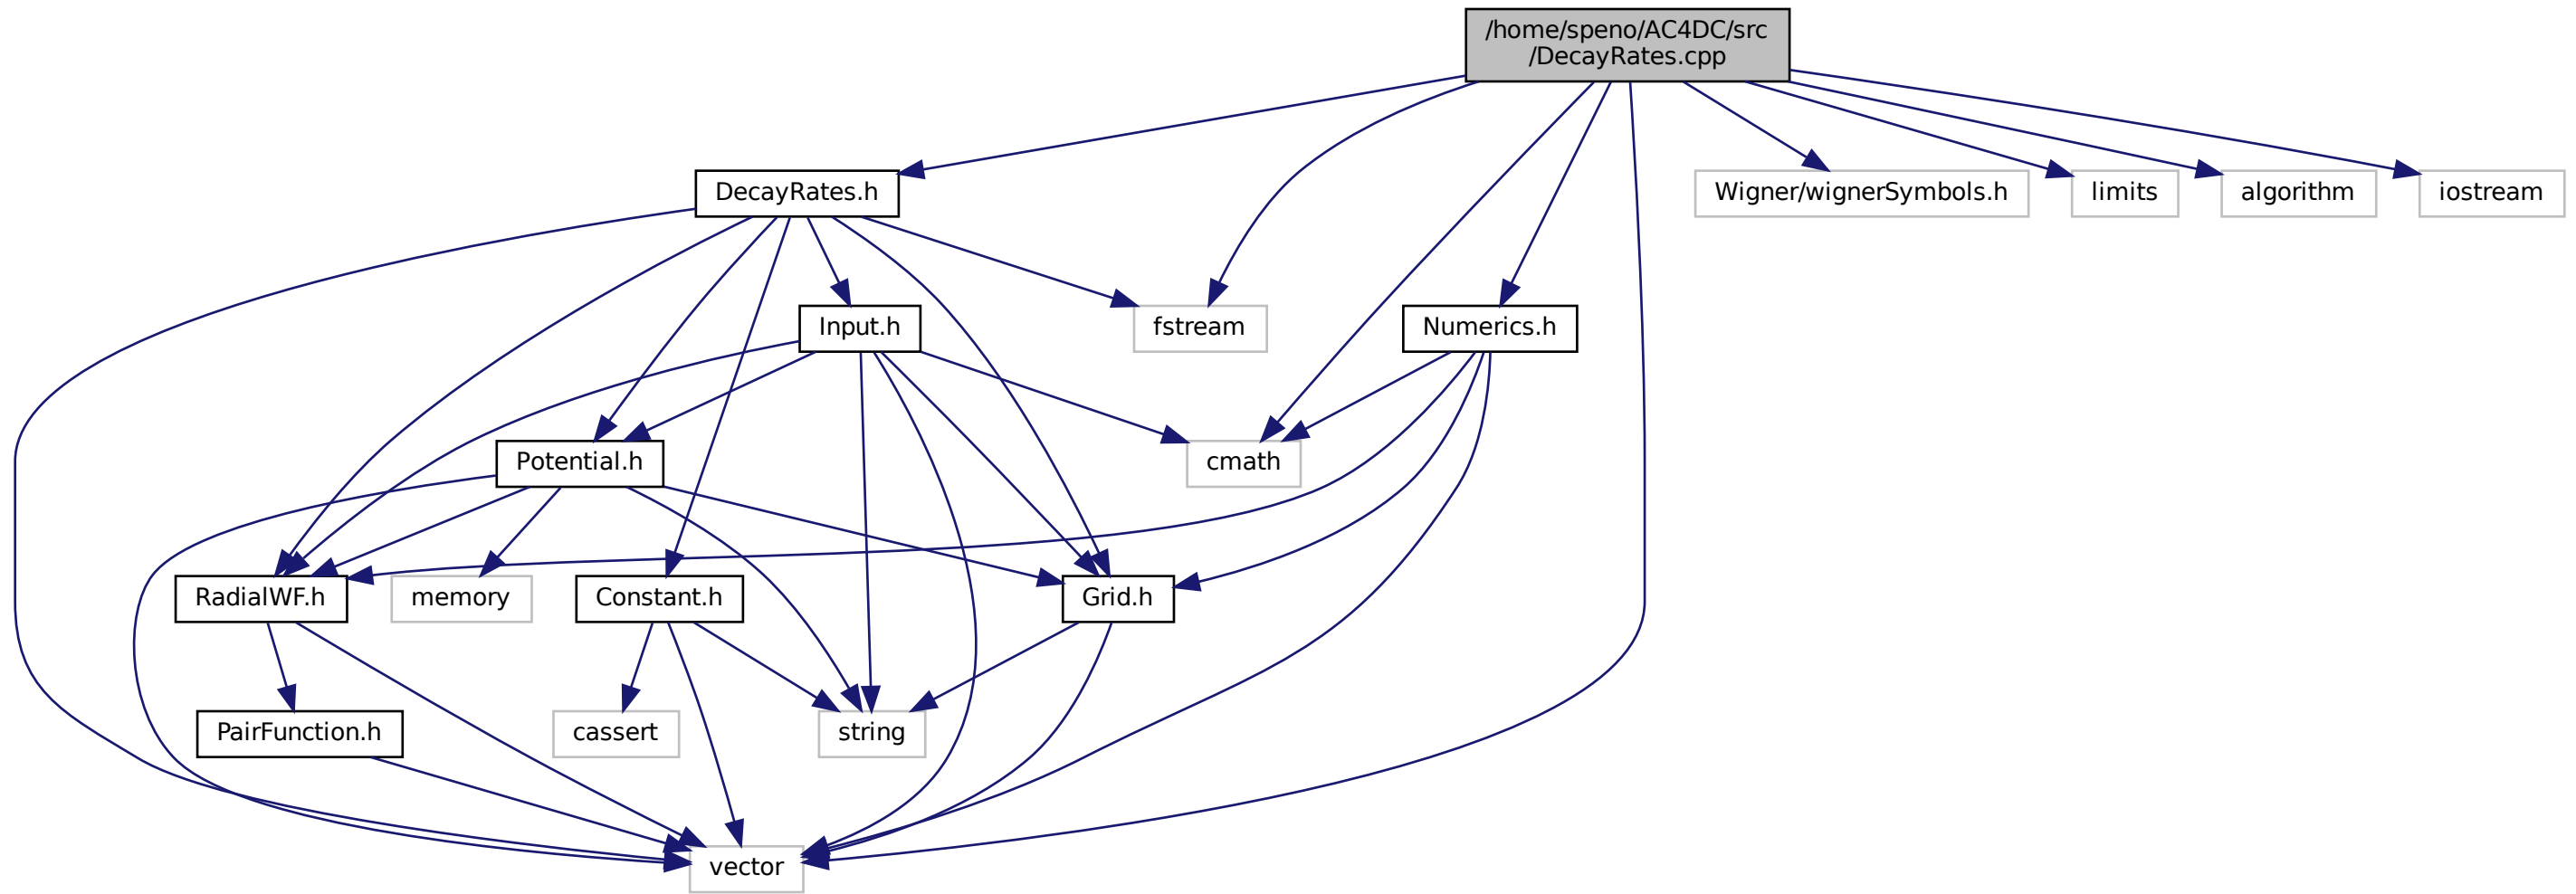 /home/speno/AC4DC/src
/DecayRates.cpp
DecayRates.h
Wigner/wignerSymbols.h
limits
algorithm
iostream
Input.h
fstream
Numerics.h
Potential.h
cmath
RadialWF.h
memory
Constant.h
Grid.h
PairFunction.h
cassert
string
vector